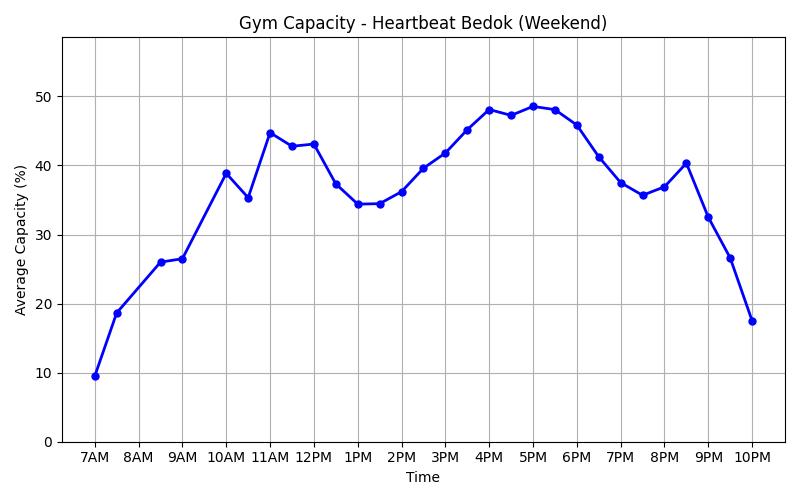 Gym Capacity - Heartbeat Bedok (Weekend)
Average Capacity (%)
50
40
30
20
10
0
7AM 8AM 9AM 10AM 11AM 12PM 1PM 2PM 3PM 4PM 5PM 6PM 7PM 8PM 9PM 10PM
Time